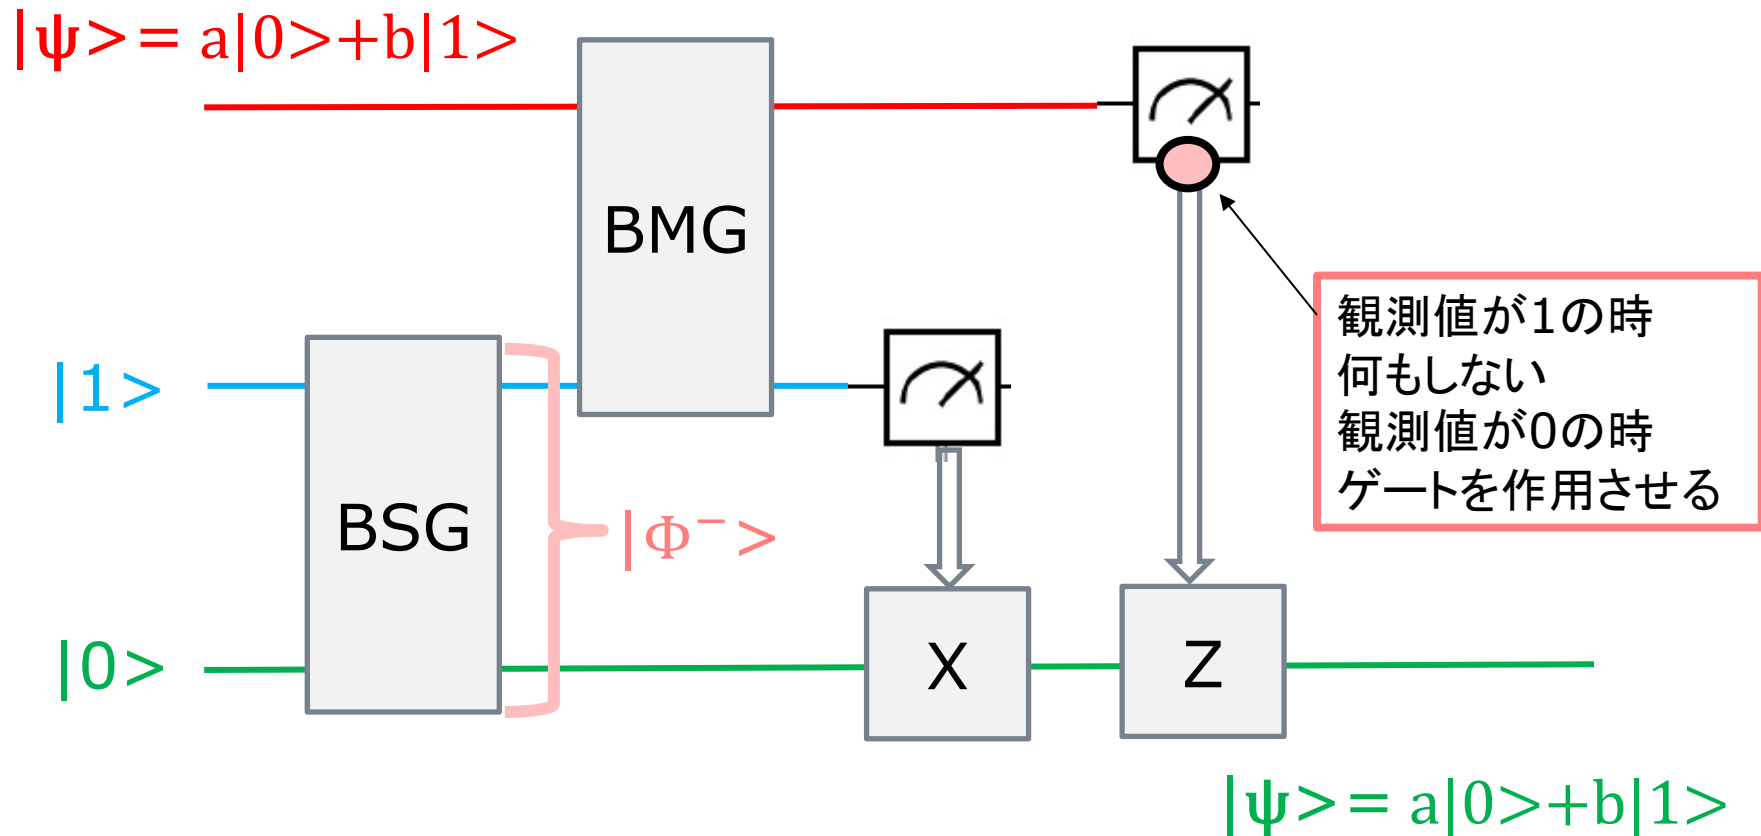 |ψ>= a|0>+b|1>
BMG
|1>
BSG
|Φ⁻>
観測値が1の時
何もしない
観測値が0の時
ゲートを作用させる
|0>
X
Z
|ψ>= a|0>+b|1>